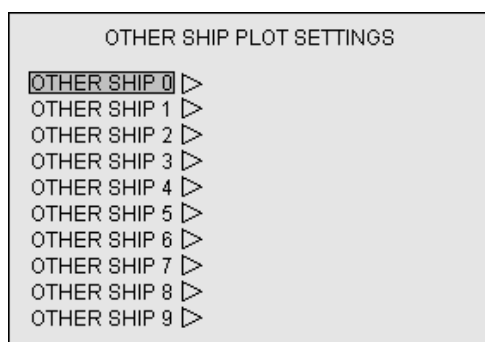 OTHER SHIP PLOT SETTINGS
OTHER SHIP 0
OTHER SHIP 1
OTHER SHIP 2
OTHER SHIP 3
OTHER SHIP 4
OTHER SHIP 5
OTHER SHIP 6
OTHER SHIP 7
OTHER SHIP 8
OTHER SHIP 9